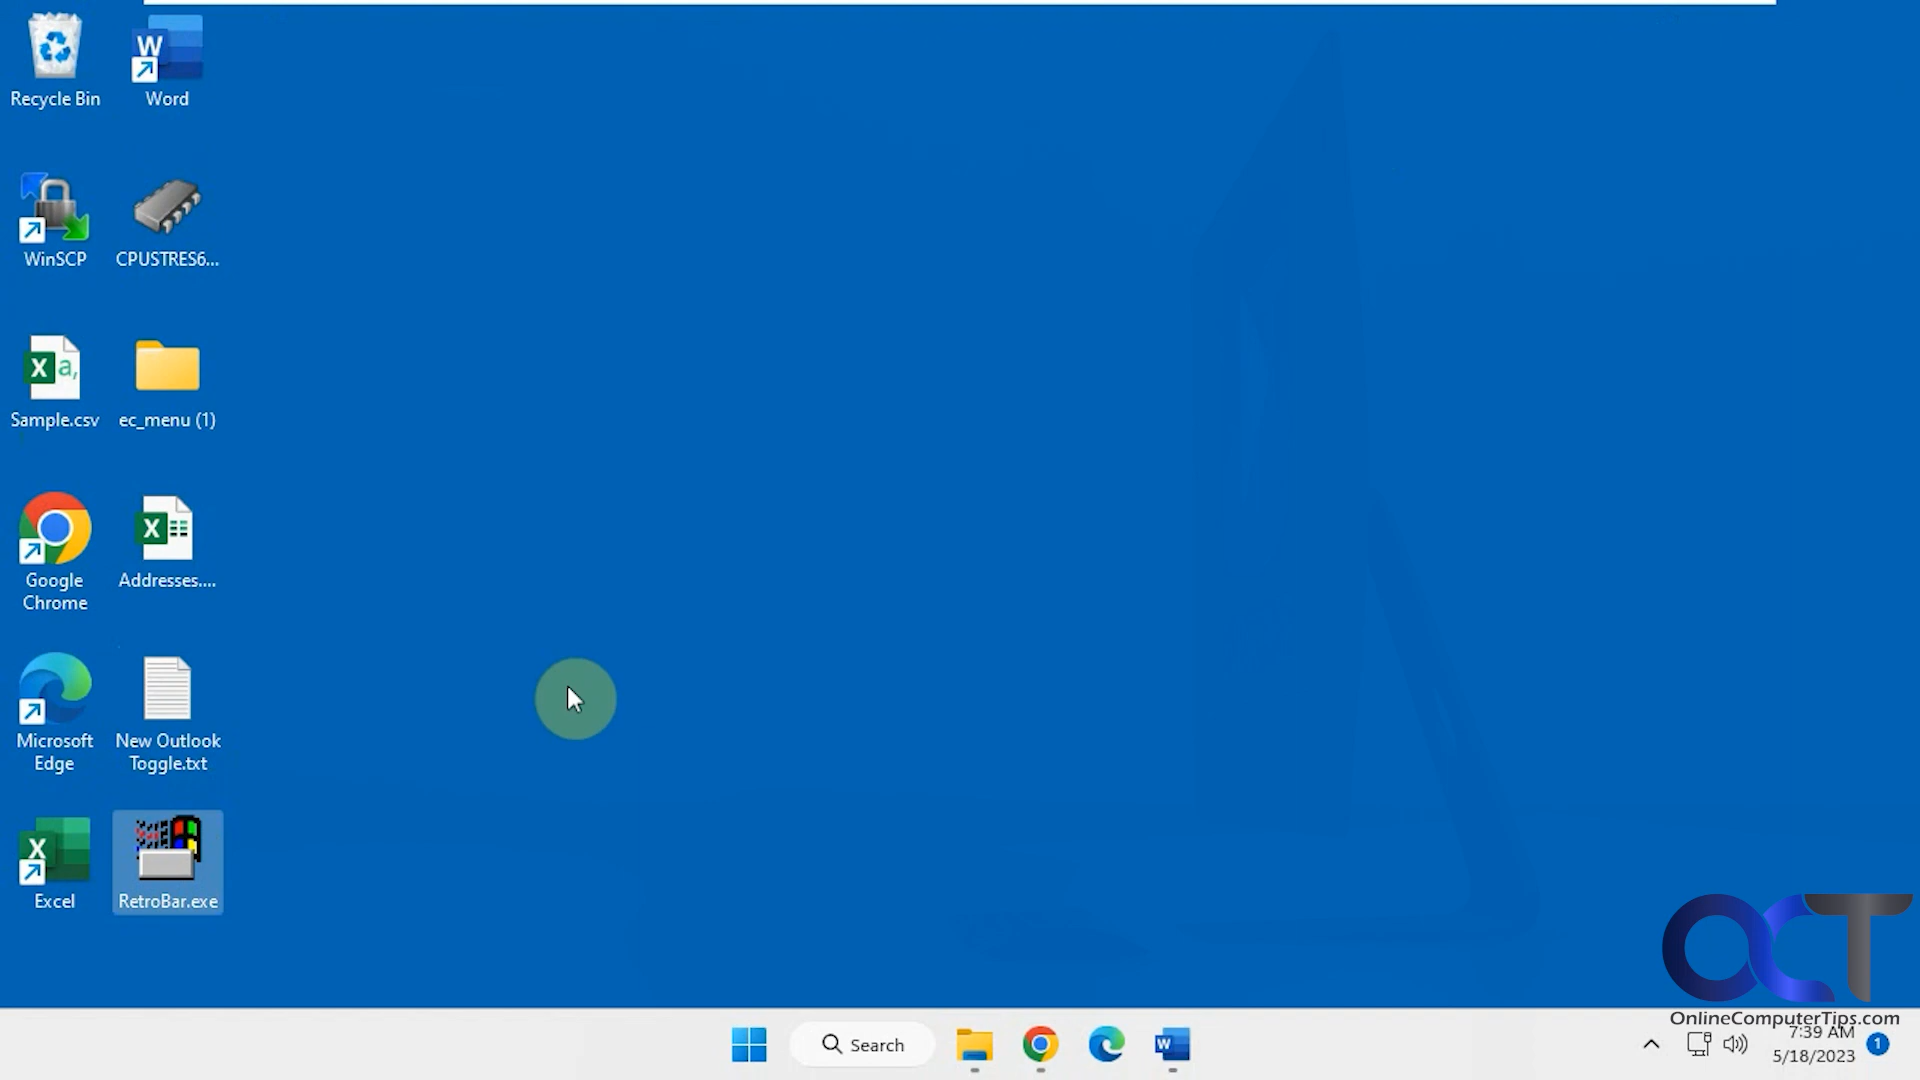 Recycle Bin
Word
WinSCP
CPUSTRES6...
Sample.csv
ec_menu (1)
Google
Chrome
Addresses....
Microsoft
Edge
New Outlook
Toggle.txt
Excel
RetroBar.exe
OCT
OnlineComputerTips.com
Search
7:39 AM
5/18/2023
1